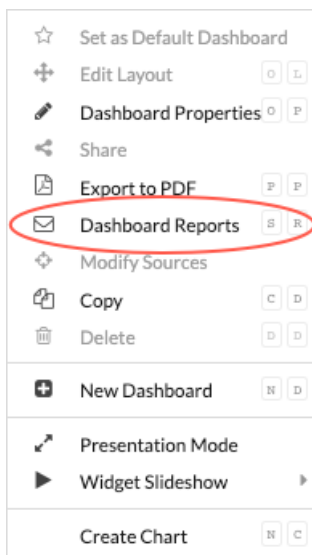 Set as Default Dashboard
Edit Layout O L
Dashboard Properties O P
Share
Export to PDF P P
Dashboard Reports S R
Modify Sources
Copy C D
Delete D D
New Dashboard N D
Presentation Mode
Widget Slideshow
Create Chart N C